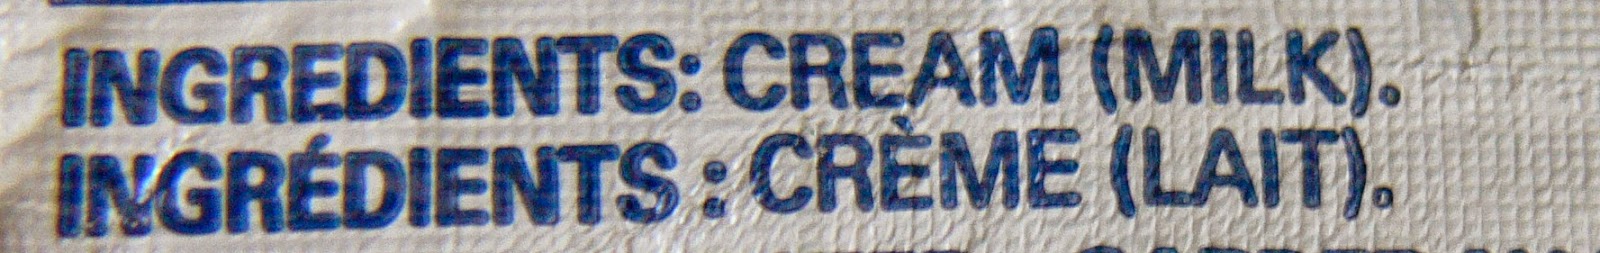 INGREDIENTS: CREAM (MILK).
INGRÉDIENTS : CRÈME (LAIT).